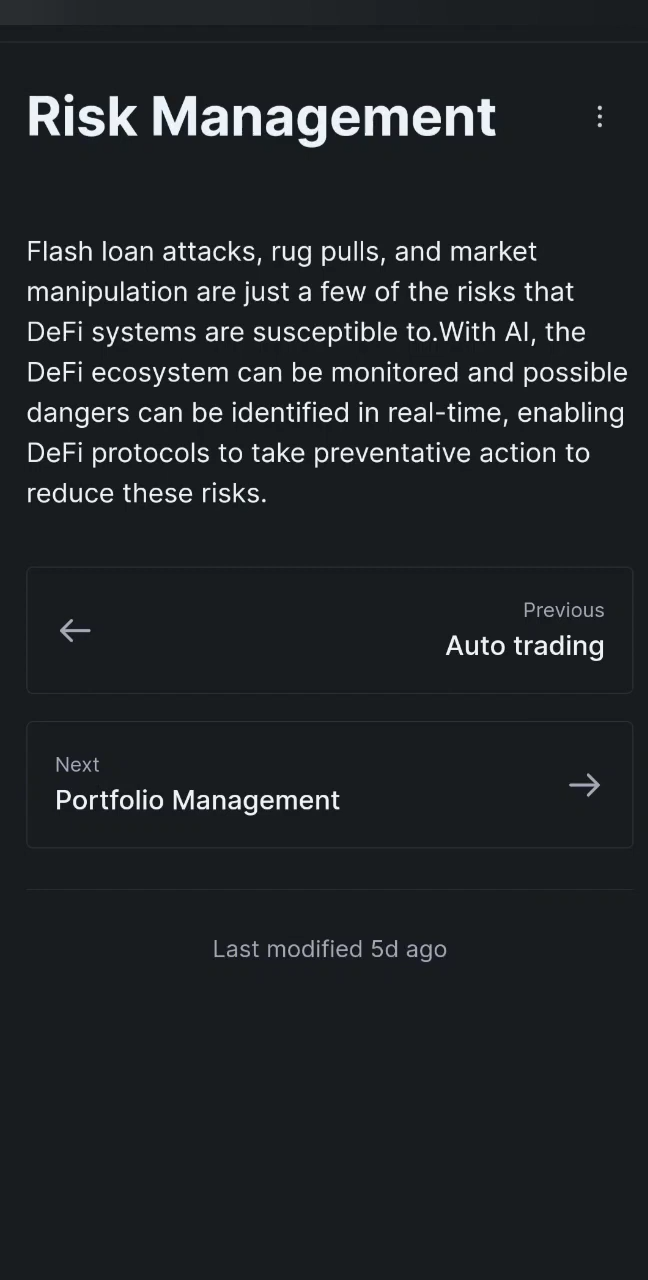 Risk Management
Flash loan attacks, rug pulls, and market
manipulation are just a few of the risks that
DeFi systems are susceptible to.With AI, the
DeFi ecosystem can be monitored and possible
dangers can be identified in real-time, enabling
DeFi protocols to take preventative action to
reduce these risks.
Previous
Auto trading
Next
Portfolio Management
Last modified 5d ago